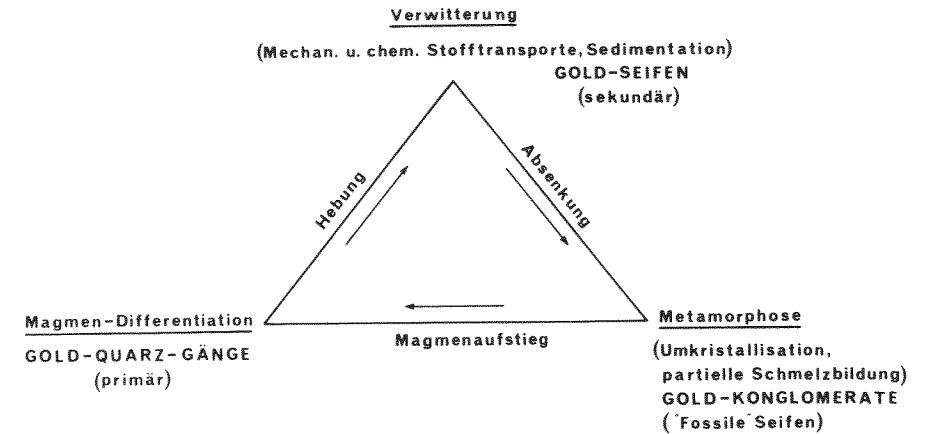 Verwitterung
(Mechan. u. chem. Stofftransporte, Sedimentation)
GOLD-SEIFEN
(sekundär)
Hebung
Absenkung
Magmen-Differentiation
GOLD-QUARZ-GÄNGE
(primär)
Magmenaufstieg
Metamorphose
(Umkristallisation,
partielle Schmelzbildung)
GOLD-KONGLOMERATE
(˝Fossile˝ Seifen)